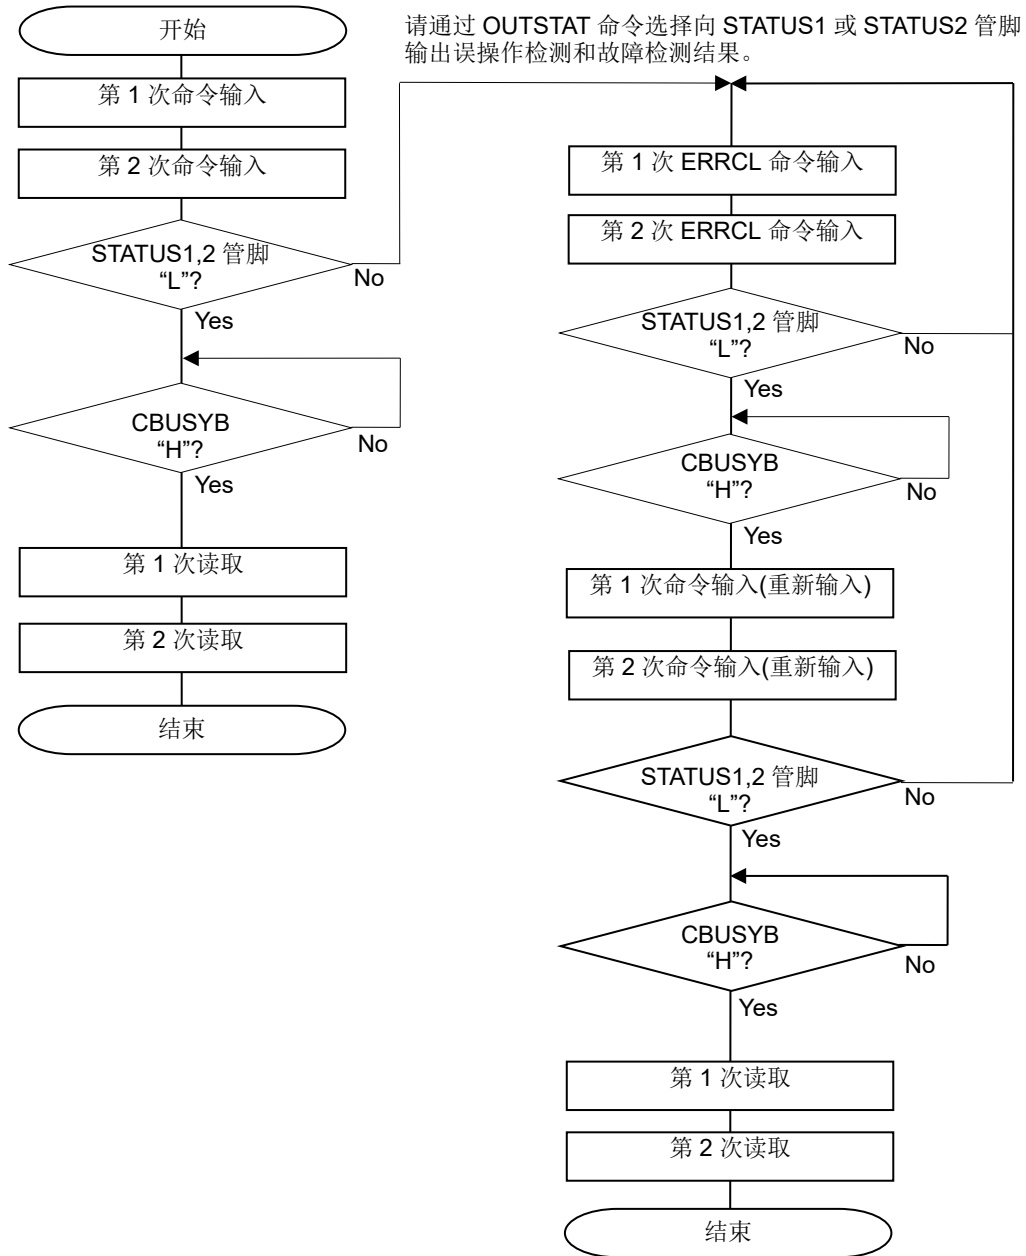 开始
第 1 次命令输入
第 2 次命令输入
STATUS1,2 管脚
“L”?
No
Yes
CBUSYB
“H”?
No
Yes
第 1 次读取
第 2 次读取
结束
请通过 OUTSTAT 命令选择向 STATUS1 或 STATUS2 管脚
输出误操作检测和故障检测结果。
第 1 次 ERRCL 命令输入
第 2 次 ERRCL 命令输入
STATUS1,2 管脚
“L”?
No
Yes
CBUSYB
“H”?
No
Yes
第 1 次命令输入(重新输入)
第 2 次命令输入(重新输入)
STATUS1,2 管脚
“L”?
No
Yes
CBUSYB
“H”?
No
Yes
第 1 次读取
第 2 次读取
结束